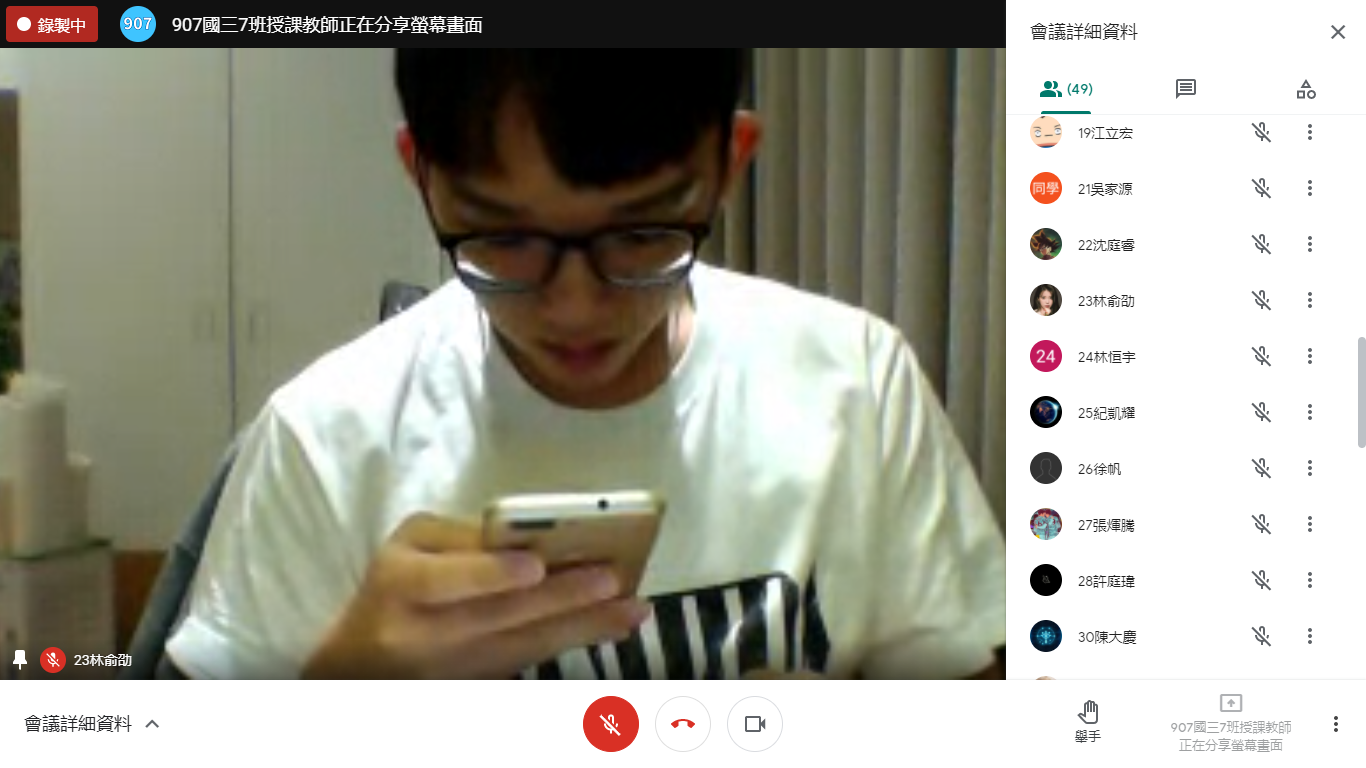 錄製中
907
907國三7班授課教師正在分享螢幕畫面
會議詳細資料
(49)
19江立宏
同學
21吳家源
22沈庭睿
23林俞劭
24
24林恒宇
25紀凱耀
26徐帆
27張煇騰
28許庭瑋
30陳大慶
23林俞劭
會議詳細資料
舉手
907國三7班授課教師
正在分享螢幕畫面